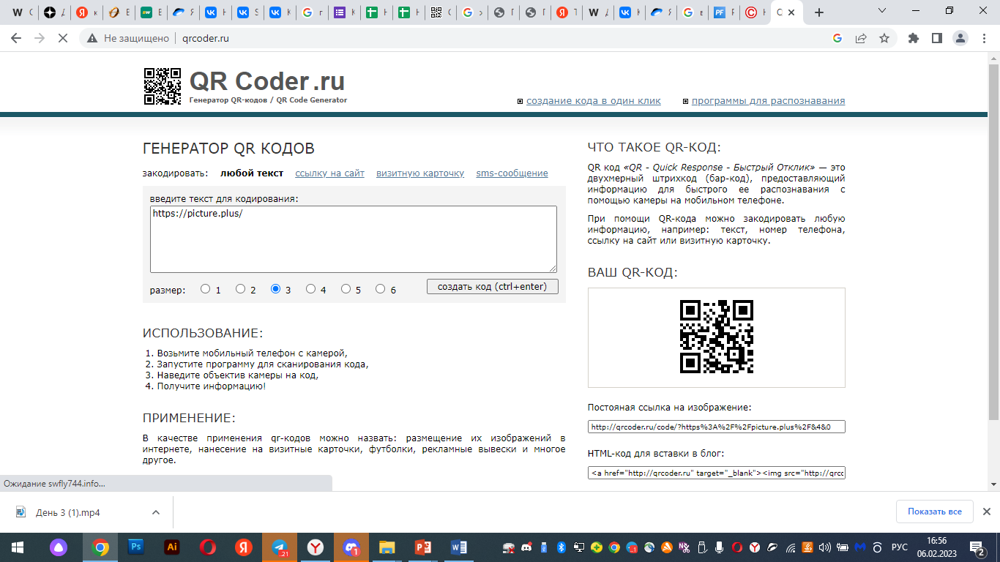 Не защищено
qrcoder.ru
QR Coder.ru
Генератор QR-кодов / QR Code Generator
создание кода в один клик
программы для распознавания
ГЕНЕРАТОР QR КОДОВ
закодировать: любой текст ссылку на сайт визитную карточку sms-сообщение
введите текст для кодирования:
https://picture.plus/
размер: 1 2 3 4 5 6
создать код (ctrl+enter)
ИСПОЛЬЗОВАНИЕ:
1. Возьмите мобильный телефон с камерой,
2. Запустите программу для сканирования кода,
3. Наведите объектив камеры на код,
4. Получите информацию!
ПРИМЕНЕНИЕ:
В качестве применения qr-кодов можно назвать: размещение их изображений в
интернете, нанесение на визитные карточки, футболки, рекламные вывески и многое
другое.
ЧТО ТАКОЕ QR-КОД:
QR код «QR - Quick Response - Быстрый Отклик» — это
двухмерный штрихкод (бар-код), предоставляющий
информацию для быстрого ее распознавания с
помощью камеры на мобильном телефоне.
При помощи QR-кода можно закодировать любую
информацию, например: текст, номер телефона,
ссылку на сайт или визитную карточку.
ВАШ QR-КОД:
Постояная ссылка на изображение:
http://qrcoder.ru/code/?https%3A%2F%2Fpicture.plus%2F&4&0
HTML-код для вставки в блог:
<a href="http://qrcoder.ru" target="_blank"><img src="http://qrcc
Ожидание swfly744.info...
День 3 (1).mp4
Показать все
Ps
Ai
21
1
РУС
16:56
06.02.2023
2